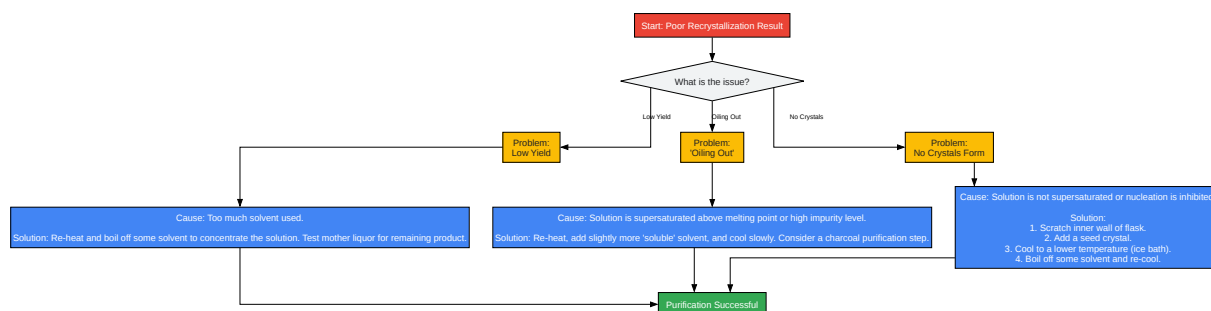 Start: Poor Recrystallization Result
What is the issue?
Low Yield
Oiling Out
No Crystals
Problem:
Low Yield
Problem:
'Oiling Out'
Problem:
No Crystals Form
Cause: Too much solvent used.
Solution: Re-heat and boil off some solvent to concentrate the solution. Test mother liquor for remaining product.
Cause: Solution is supersaturated above melting point or high impurity level.
Solution: Re-heat, add slightly more 'soluble' solvent, and cool slowly. Consider a charcoal purification step.
Cause: Solution is not supersaturated or nucleation is inhibited
Solution:
1. Scratch inner wall of flask.
2. Add a seed crystal.
3. Cool to a lower temperature (ice bath).
4. Boil off some solvent and re-cool.
Purification Successful